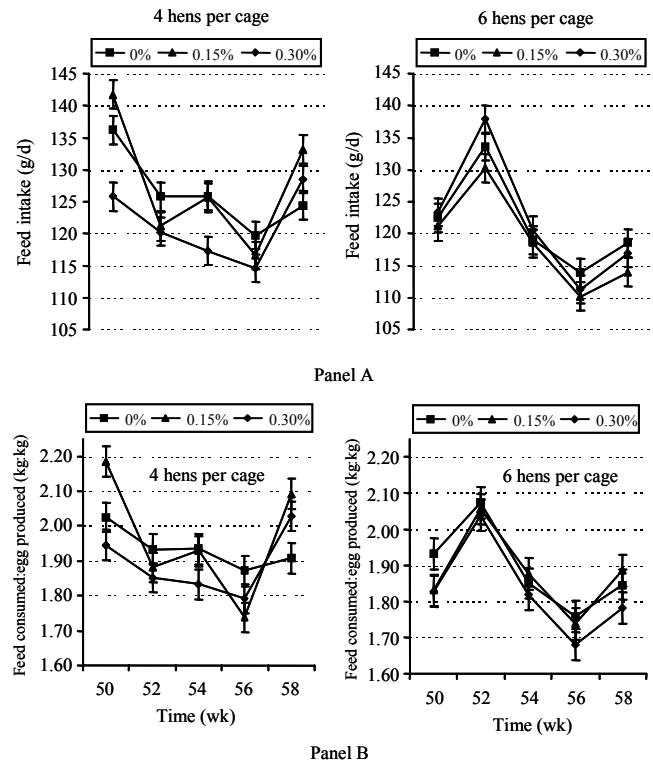 4 hens per cage
0% 0.15% 0.30%
145
140
135
130
125
120
115
110
105
Feed intake (g/d)
6 hens per cage
0% 0.15% 0.30%
145
140
135
130
125
120
115
110
105
Feed intake (g/d)
Panel A
0% 0.15% 0.30%
4 hens per cage
2.20
2.10
2.00
1.90
1.80
1.70
1.60
Feed consumed:egg produced (kg:kg)
50 52 54 56 58
Time (wk)
0% 0.15% 0.30%
6 hens per cage
2.20
2.10
2.00
1.90
1.80
1.70
1.60
Feed consumed:egg produced (kg:kg)
50 52 54 56 58
Time (wk)
Panel B